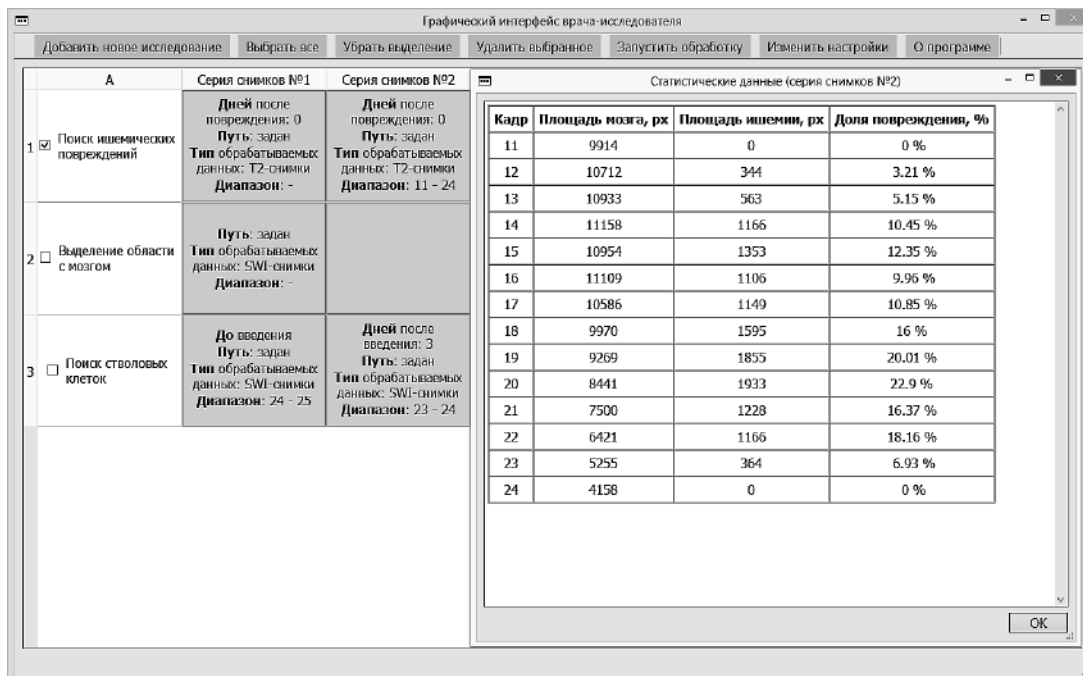 Графический интерфейс врача-исследователя
Добавить новое исследование Выбрать все Убрать выделение Удалить выбранное Запустить обработку Изменить настройки О программе
A Серия снимков №1 Серия снимков №2
1 Поиск ишемических
повреждений
Дней после
повреждения: 0
Путь: задан
Тип обрабатываемых
данных: T2-снимки
Диапазон: -
Дней после
повреждения: 0
Путь: задан
Тип обрабатываемых
данных: T2-снимки
Диапазон: 11 - 24
2 Выделение области
с мозгом
Путь: задан
Тип обрабатываемых
данных: SWI-снимки
Диапазон: -
3 Поиск стволовых
клеток
До введения
Путь: задан
Тип обрабатываемых
данных: SWI-снимки
Диапазон: 24 - 25
Дней после
введения: 3
Путь: задан
Тип обрабатываемых
данных: SWI-снимки
Диапазон: 23 - 24
Статистические данные (серия снимков №2)
Кадр Площадь мозга, px Площадь ишемии, px Доля повреждения, %
11 9914 0 0 %
12 10712 344 3.21 %
13 10933 563 5.15 %
14 11158 1166 10.45 %
15 10954 1353 12.35 %
16 11109 1106 9.96 %
17 10586 1149 10.85 %
18 9970 1595 16 %
19 9269 1855 20.01 %
20 8441 1933 22.9 %
21 7500 1228 16.37 %
22 6421 1166 18.16 %
23 5255 364 6.93 %
24 4158 0 0 %
OK